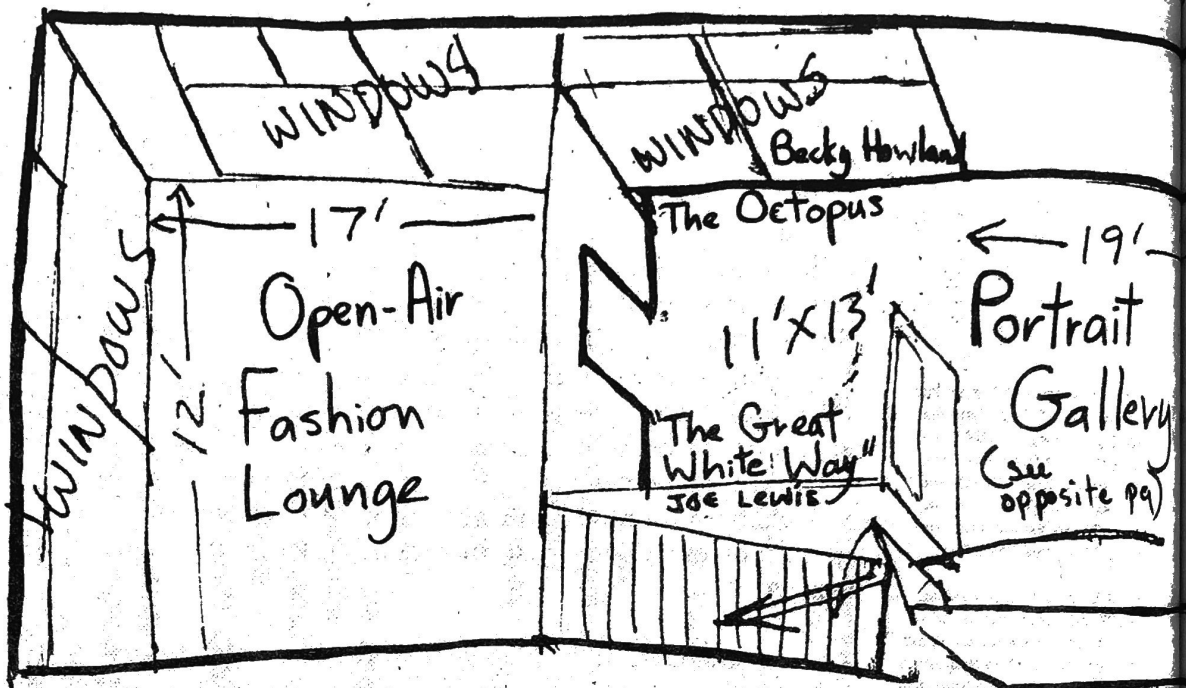 WINDOWS
WINDOWS
Becky Howland
The Octopus
WINDOWS
17'
12'
Open-Air
Fashion
Lounge
11' X 13'
"The Great
White Way"
JOE LEWIS
19'
Portrait
Gallery
(see
opposite pg)